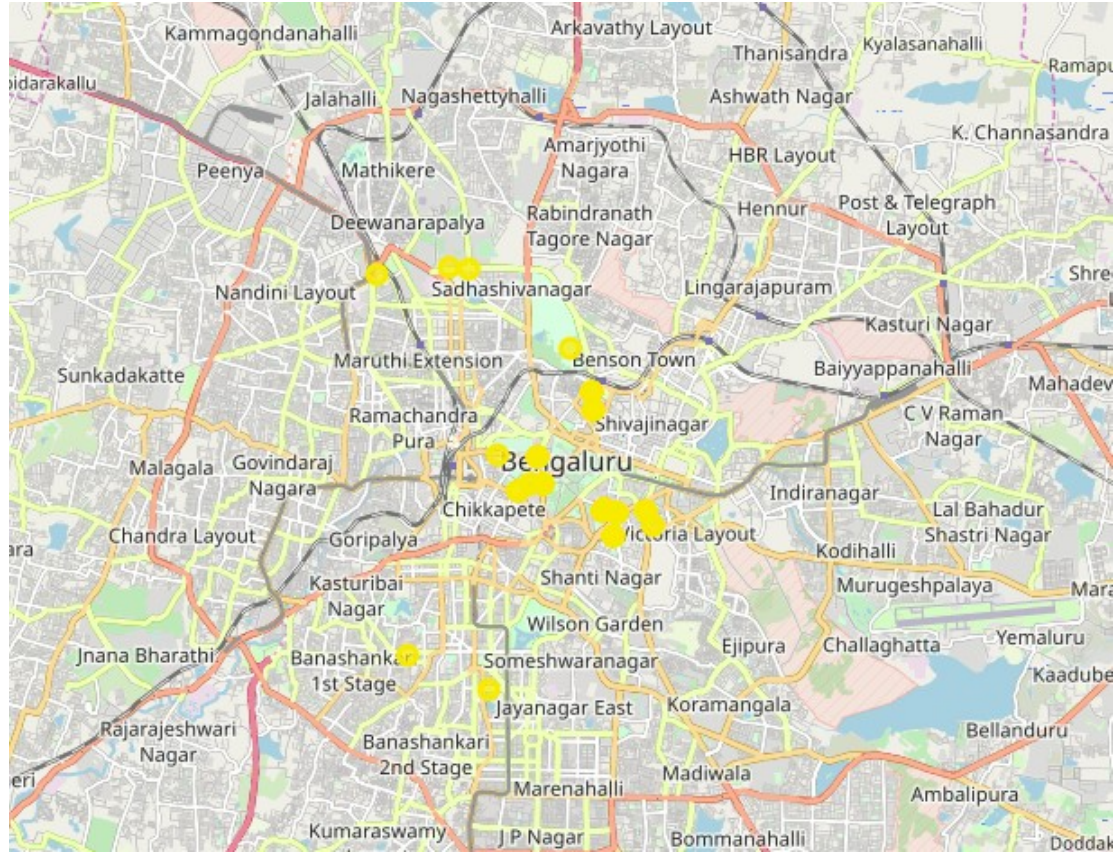 Arkavathy Layout
Kammagondanahalli
Kyalasanahalli
Thanisandra
Ramapu
oidarakallu
Jalahalli
Nagashettyhalli
Ashwath Nagar
K. Channasandra
Amarjyothi
Nagara
HBR Layout
Peenya
Mathikere
Post & Telegraph
Layout
Hennur
Rabindranath
Tagore Nagar
Deewanarapalya
Shre
Nandini Layout
Sadhashivanagar
Lingarajapuram
Kasturi Nagar
Maruthi Extension
Benson Town
Baiyyappanahalli
Sunkadakatte
Mahadev
Ramachandra
Pura
Shivajinagar
C V Raman
Nagar
Malagala
Govindaraj
Nagara
Bengaluru
Indiranagar
Chikkapete
Lal Bahadur
Shastri Nagar
Chandra Layout
Goripalya
Victoria Layout
ara
Kodihalli
Kasturibai
Nagar
Shanti Nagar
Murugeshpalaya
Mara
Wilson Garden
Jnana Bharathi
Banashankari
1st Stage
Someshwaranagar
Ejipura
Challaghatta
Yemaluru
Kaadube
Jayanagar East
Koramangala
Rajarajeshwari
Nagar
Bellanduru
Banashankari
2nd Stage
eri
Marenahalli
Madiwala
Ambalipura
Kumaraswamy
J P Nagar
Bommanahalli
Doddak